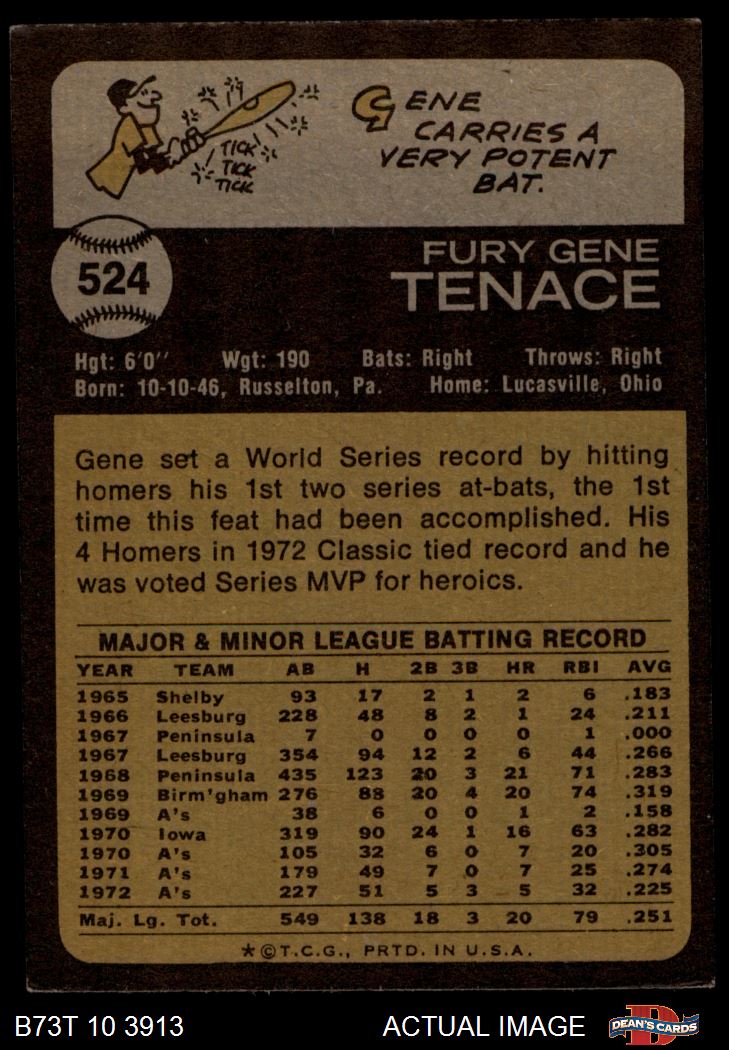 GENE
CARRIES A
VERY POTENT
BAT.
TICK
TICK
TICK
524
FURY GENE
TENACE
Hgt: 6'0'' Wgt: 190 Bats: Right Throws: Right
Born: 10-10-46, Russelton, Pa. Home: Lucasville, Ohio
Gene set a World Series record by hitting
homers his 1st two series at-bats, the 1st
time this feat had been accomplished. His
4 Homers in 1972 Classic tied record and he
was voted Series MVP for heroics.
MAJOR & MINOR LEAGUE BATTING RECORD
YEAR TEAM AB H 2B 3B HR RBI AVG
1965 Shelby 93 17 2 1 2 6 .183
1966 Leesburg 228 48 8 2 1 24 .211
1967 Peninsula 7 0 0 0 0 1 .000
1967 Leesburg 354 94 12 2 6 44 .266
1968 Peninsula 435 123 20 3 21 71 .283
1969 Birm'gham 276 88 20 4 20 74 .319
1969 A's 38 6 0 0 1 2 .158
1970 Iowa 319 90 24 1 16 63 .282
1970 A's 105 32 6 0 7 20 .305
1971 A's 179 49 7 0 7 25 .274
1972 A's 227 51 5 3 5 32 .225
Maj. Lg. Tot. 549 138 18 3 20 79 .251
*©T.C.G., PRTD. IN U.S.A.
B73T 10 3913 ACTUAL IMAGE DEAN'S CARDS